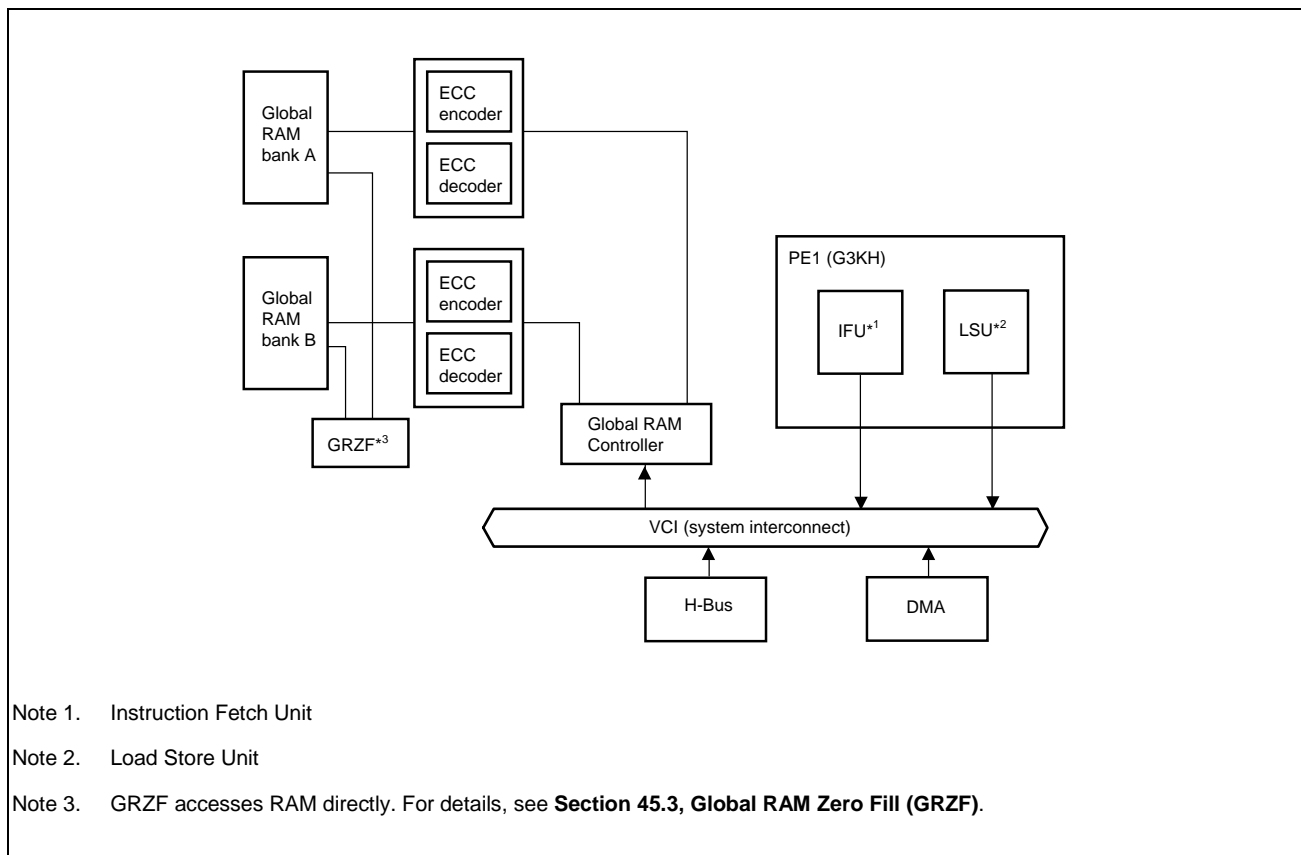 Global
RAM
bank A
ECC
encoder
ECC
decoder
Global
RAM
bank B
ECC
encoder
ECC
decoder
GRZF*3
Global RAM
Controller
PE1 (G3KH)
IFU*1
LSU*2
VCI (system interconnect)
H-Bus
DMA
Note 1. Instruction Fetch Unit
Note 2. Load Store Unit
Note 3. GRZF accesses RAM directly. For details, see Section 45.3, Global RAM Zero Fill (GRZF).